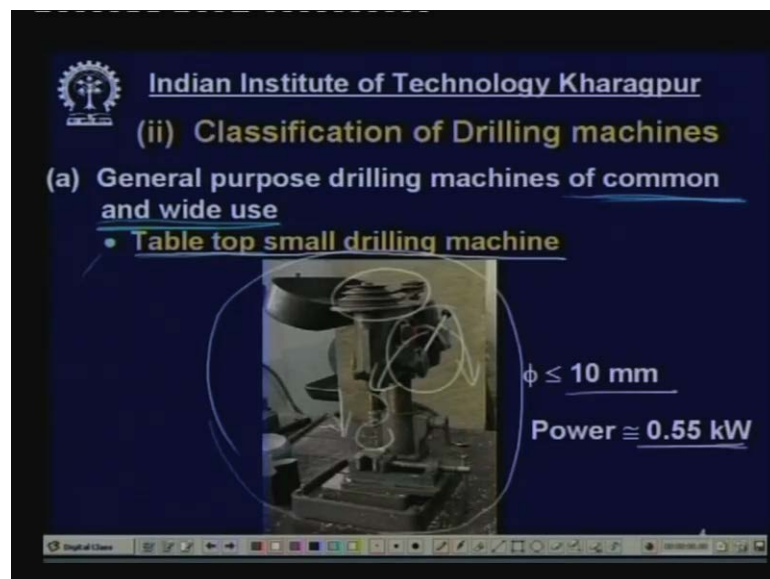 Indian Institute of Technology Kharagpur
(ii) Classification of Drilling machines
(a) General purpose drilling machines of common
and wide use
• Table top small drilling machine
ϕ ≤ 10 mm
Power ≅ 0.55 kW
Digital Class